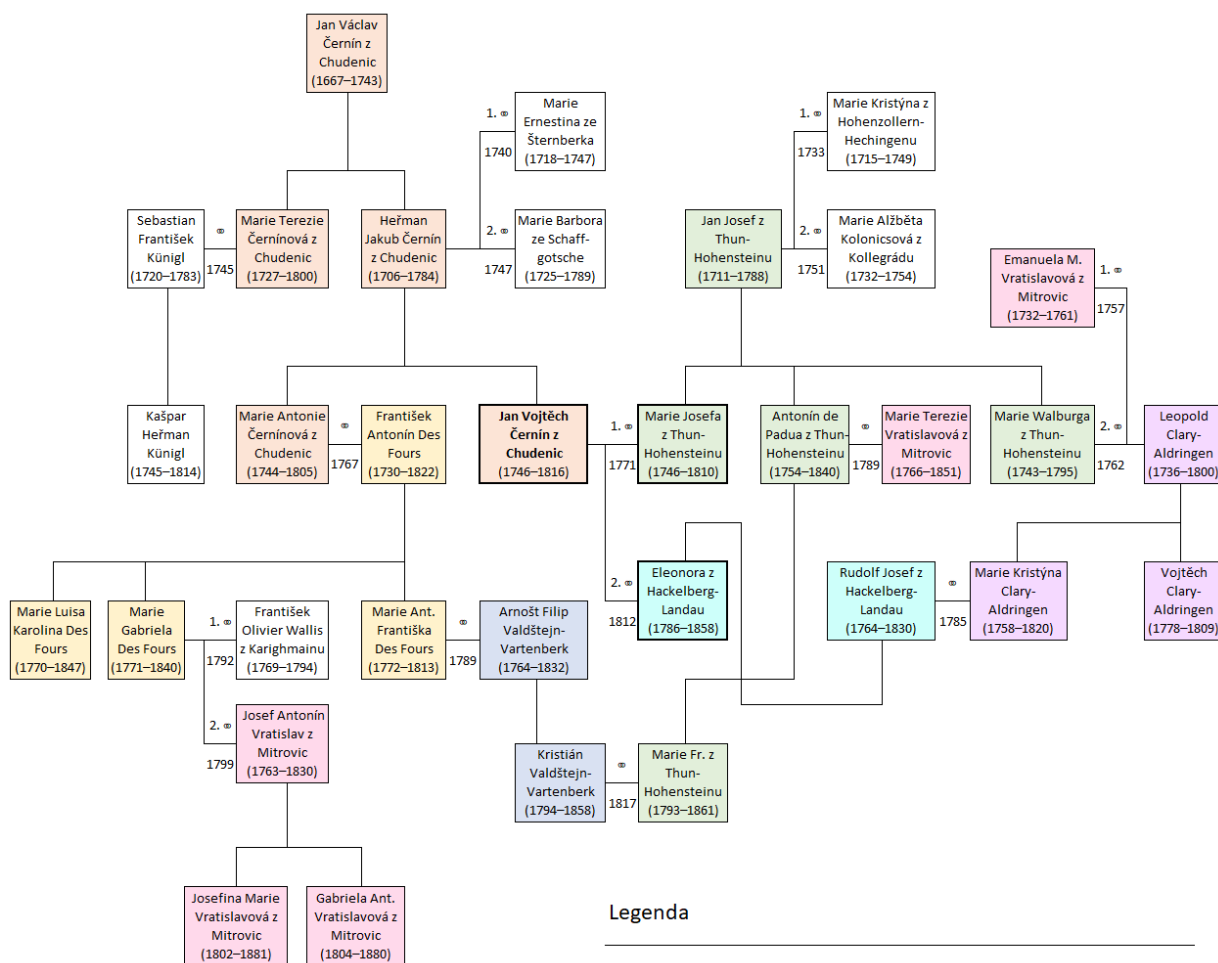 Jan Václav
Černín z
Chudenic
(1667–1743)
1. ⚭
1740
Marie
Ernestina ze
Šternberka
(1718–1747)
1. ⚭
1733
Marie Kristýna z
Hohenzollern-
Hechingenu
(1715–1749)
Sebastian
František
Künigl
(1720–1783)
⚭
1745
Marie Terezie
Černínová z
Chudenic
(1727–1800)
Heřman
Jakub Černín
z Chudenic
(1706–1784)
2. ⚭
1747
Marie Barbora
ze Schaff-
gotsche
(1725–1789)
Jan Josef z
Thun-
Hohensteinu
(1711–1788)
2. ⚭
1751
Marie Alžběta
Kolonicsová z
Kollegrádu
(1732–1754)
Emanuela M.
Vratislavová z
Mitrovic
(1732–1761)
1. ⚭
1757
Kašpar
Heřman
Künigl
(1745–1814)
Marie Antonie
Černínová z
Chudenic
(1744–1805)
⚭
1767
František
Antonín Des
Fours
(1730–1822)
Jan Vojtěch
Černín z
Chudenic
(1746–1816)
1. ⚭
1771
Marie Josefa
z Thun-
Hohensteinu
(1746–1810)
Antonín de
Padua z Thun-
Hohensteinu
(1754–1840)
⚭
1789
Marie Terezie
Vratislavová z
Mitrovic
(1766–1851)
Marie Walburga
z Thun-
Hohensteinu
(1743–1795)
2. ⚭
1762
Leopold
Clary-
Aldringen
(1736–1800)
Marie Luisa
Karolina Des
Fours
(1770–1847)
Marie
Gabriela
Des Fours
(1771–1840)
1. ⚭
1792
František
Olivier Wallis
z Karighmainu
(1769–1794)
Marie Ant.
Františka
Des Fours
(1772–1813)
⚭
1789
Arnošt Filip
Valdštejn-
Vartenberk
(1764–1832)
2. ⚭
1812
Eleonora z
Hackelberg-
Landau
(1786–1858)
Rudolf Josef z
Hackelberg-
Landau
(1764–1830)
⚭
1785
Marie Kristýna
Clary-
Aldringen
(1758–1820)
Vojtěch
Clary-
Aldringen
(1778–1809)
2. ⚭
1799
Josef Antonín
Vratislav z
Mitrovic
(1763–1830)
Kristián
Valdštejn-
Vartenberk
(1794–1858)
⚭
1817
Marie Fr. z
Thun-
Hohensteinu
(1793–1861)
Josefina Marie
Vratislavová z
Mitrovic
(1802–1881)
Gabriela Ant.
Vratislavová z
Mitrovic
(1804–1880)
Legenda